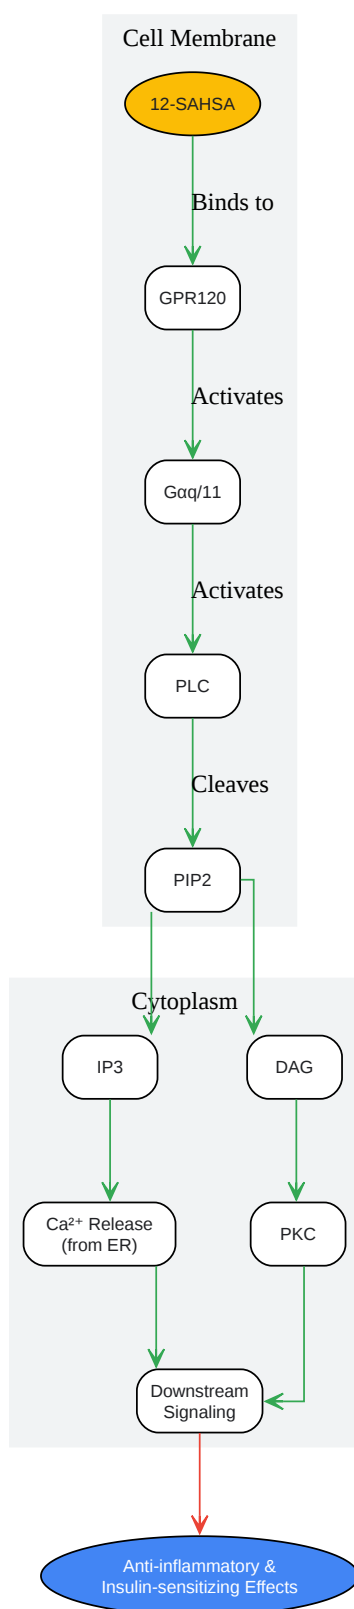 Cell Membrane
12-SAHSA
Binds to
GPR120
Activates
Gαq/11
Activates
PLC
Cleaves
PIP2
Cytoplasm
IP3
DAG
Ca²⁺ Release
(from ER)
PKC
Downstream
Signaling
Anti-inflammatory &
Insulin-sensitizing Effects